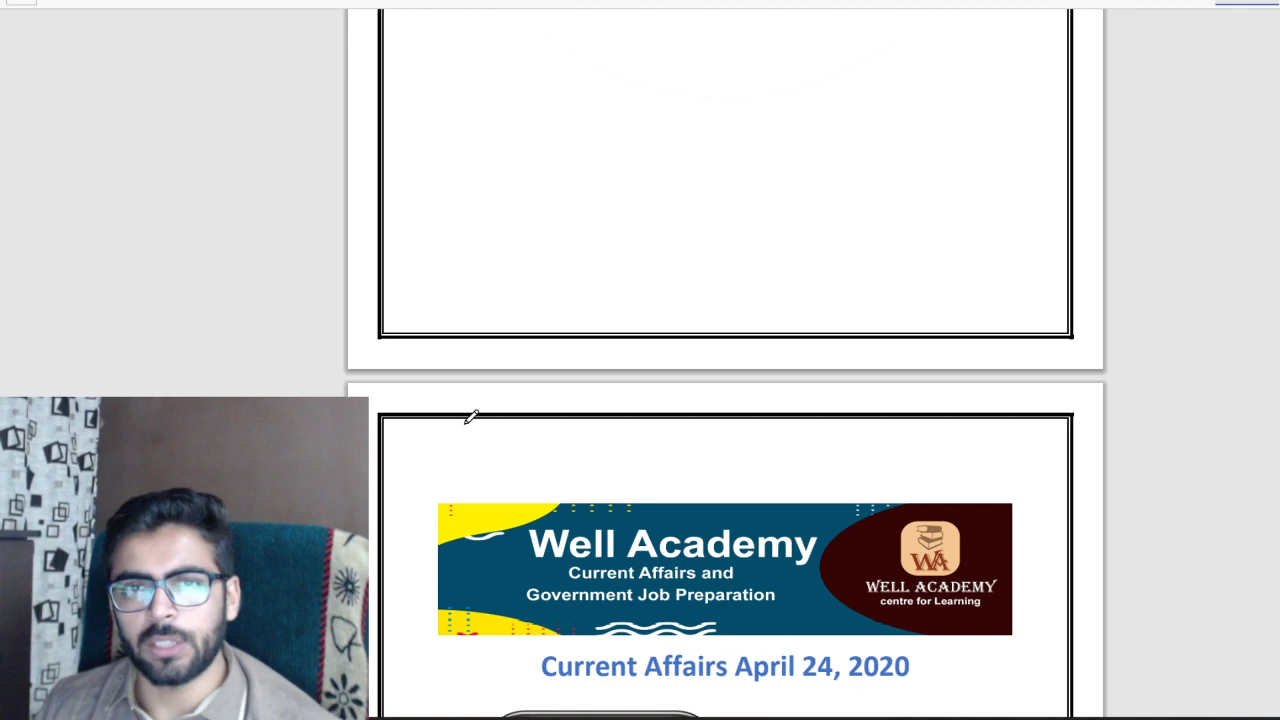 Well Academy
Current Affairs and
Government Job Preparation
WA
WELL ACADEMY
centre for Learning
Current Affairs April 24, 2020